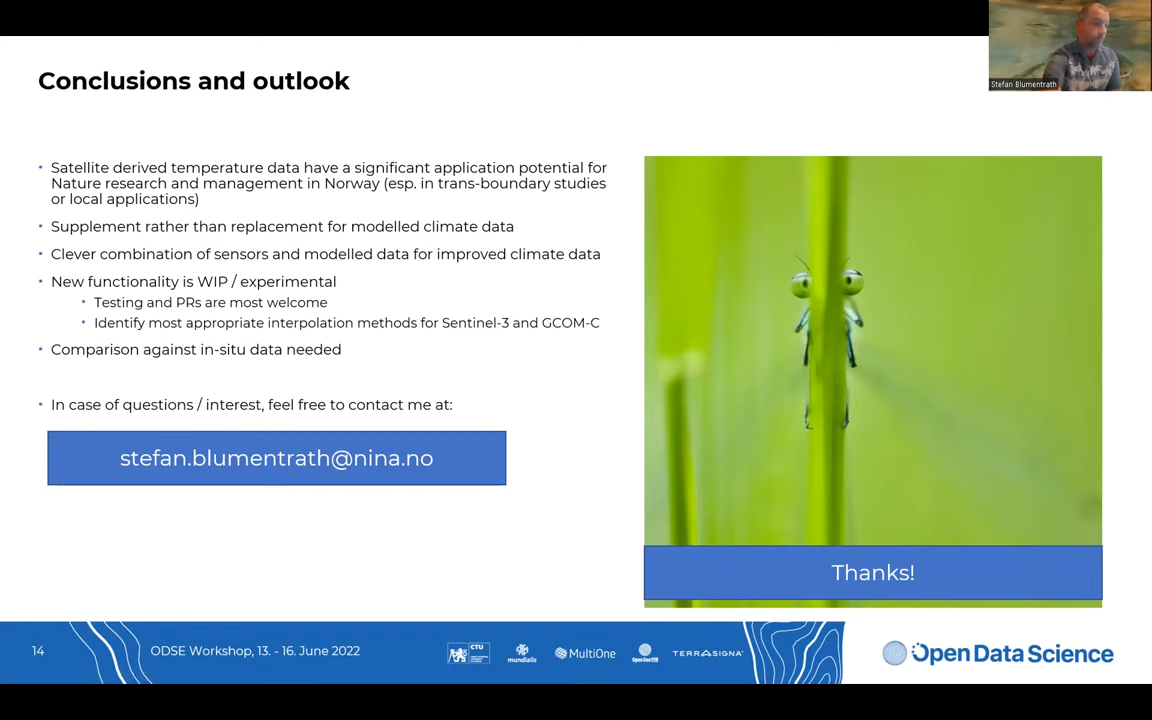 Stefan Blumentrath
Conclusions and outlook
• Satellite derived temperature data have a significant application potential for
Nature research and management in Norway (esp. in trans-boundary studies
or local applications)
• Supplement rather than replacement for modelled climate data
• Clever combination of sensors and modelled data for improved climate data
• New functionality is WIP / experimental
• Testing and PRs are most welcome
• Identify most appropriate interpolation methods for Sentinel-3 and GCOM-C
• Comparison against in-situ data needed
• In case of questions / interest, feel free to contact me at:
stefan.blumentrath@nina.no
Thanks!
14
ODSE Workshop, 13. - 16. June 2022
CTU
mundialis
MultiOne
OpenGeoHub
TERRASIGNA
Open Data Science